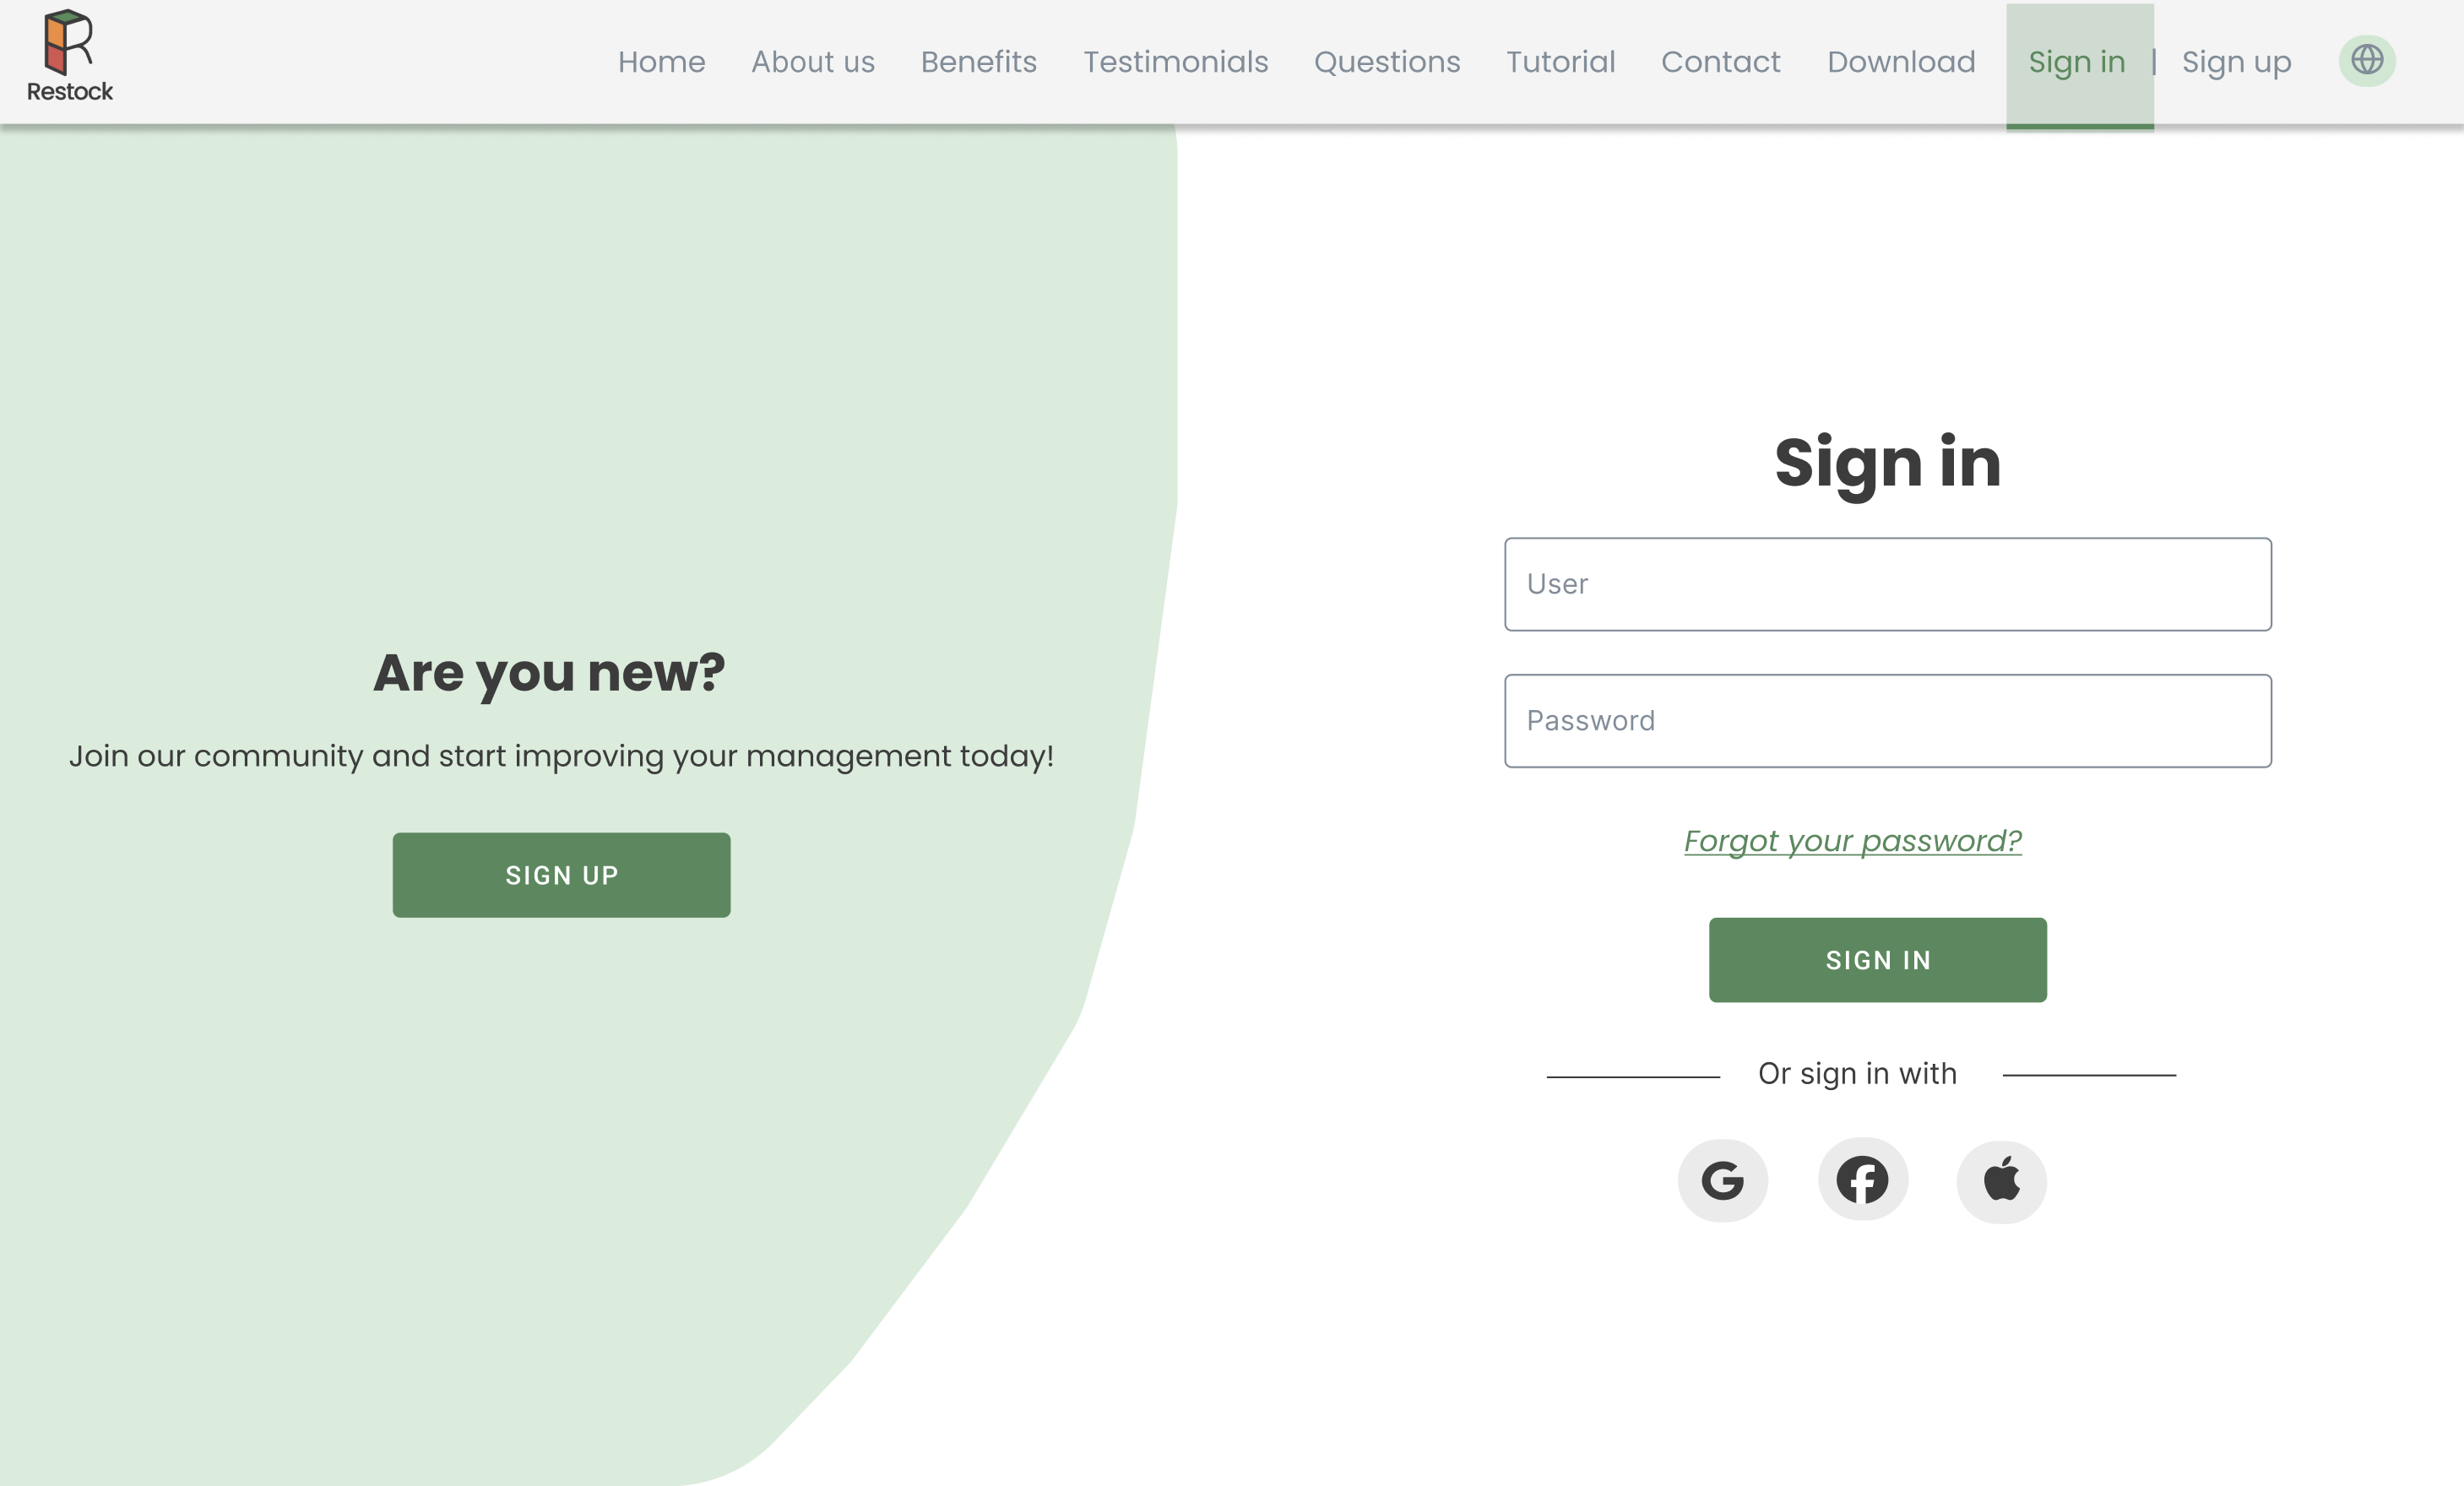 Restock
Home About us Benefits Testimonials Questions Tutorial Contact Download Sign in | Sign up
Are you new?
Join our community and start improving your management today!
SIGN UP
Sign in
User
Password
Forgot your password?
SIGN IN
Or sign in with